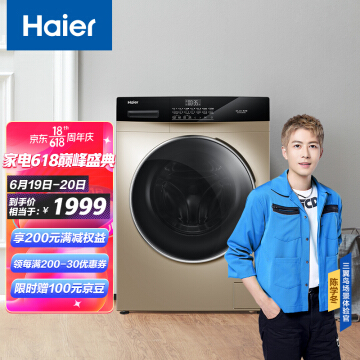 Haier
Haier
京东
18th
618
周年庆
家电618巅峰盛典
6月19日-20日
到手价
相当于:¥
1999
享200元满减权益
领每满200-30优惠券
限时赠100元京豆
陈学冬
三翼鸟场景体验官